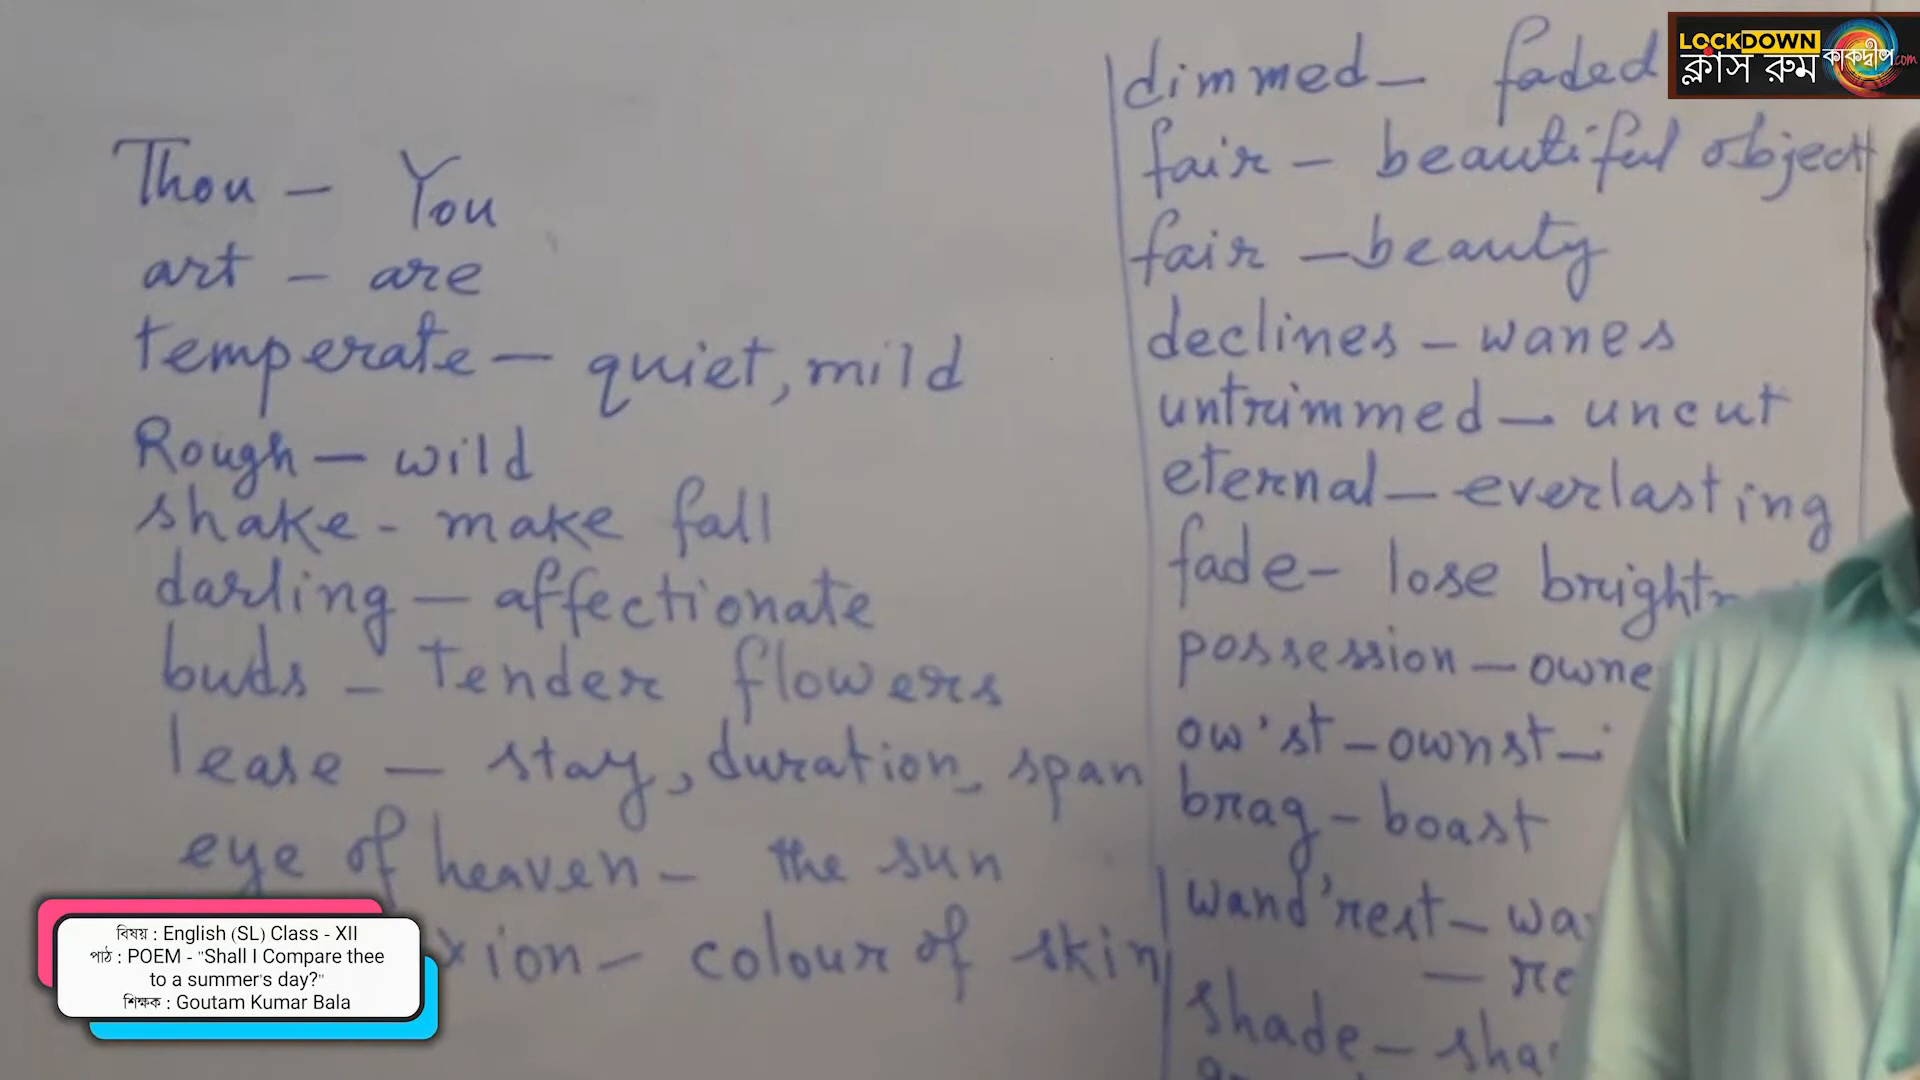 Thou – You
art – are
temperate – quiet, mild
Rough – wild
shake - make fall
darling – affectionate
buds – tender flowers
lease – stay, duration, span
eye of heaven – the sun
xion – colour of skin
dimmed – faded
fair – beautiful object
fair – beauty
declines – wanes
untrimmed – uncut
eternal – everlasting
fade – lose
possession –
ow'st – ownst –
brag – boast
wand'rest –
shade –
LOCKDOWN
ক্লাস রুম কাকদ্বীপ.com
বিষয় : English (SL) Class - XII
পাঠ : POEM - "Shall I Compare thee
to a summer's day?"
শিক্ষক : Goutam Kumar Bala